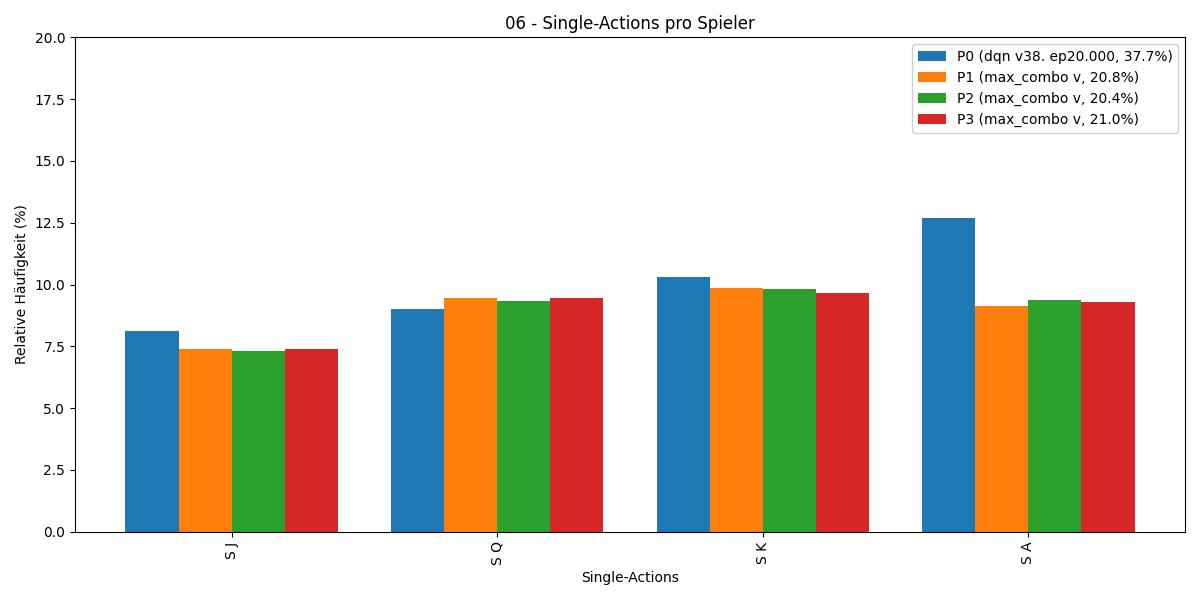 06 - Single-Actions pro Spieler
P0 (dqn v38. ep20.000, 37.7%)
P1 (max_combo v, 20.8%)
P2 (max_combo v, 20.4%)
P3 (max_combo v, 21.0%)
Relative Häufigkeit (%)
20.0
17.5
15.0
12.5
10.0
7.5
5.0
2.5
0.0
S J
S Q
S K
S A
Single-Actions